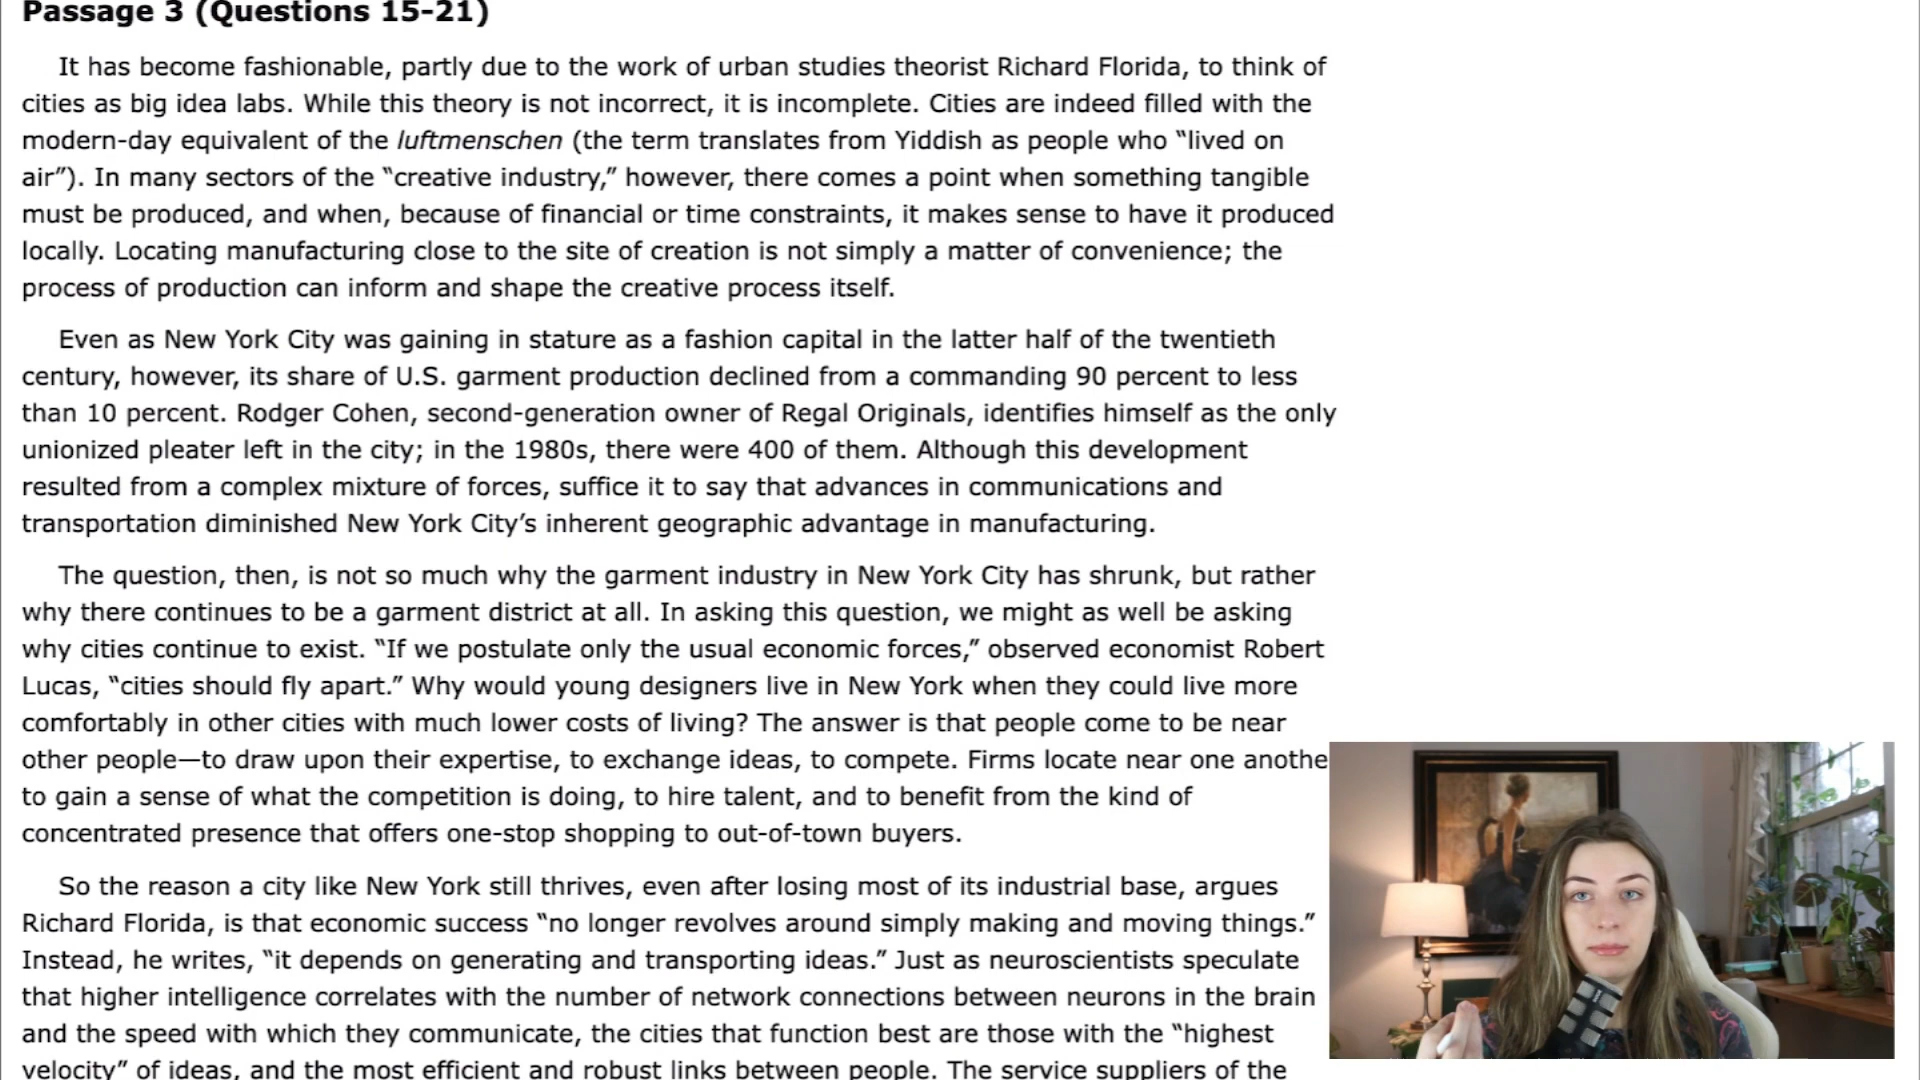 Passage 3 (Questions 15-21)
It has become fashionable, partly due to the work of urban studies theorist Richard Florida, to think of
cities as big idea labs. While this theory is not incorrect, it is incomplete. Cities are indeed filled with the
modern-day equivalent of the luftmenschen (the term translates from Yiddish as people who “lived on
air”). In many sectors of the “creative industry,” however, there comes a point when something tangible
must be produced, and when, because of financial or time constraints, it makes sense to have it produced
locally. Locating manufacturing close to the site of creation is not simply a matter of convenience; the
process of production can inform and shape the creative process itself.
Even as New York City was gaining in stature as a fashion capital in the latter half of the twentieth
century, however, its share of U.S. garment production declined from a commanding 90 percent to less
than 10 percent. Rodger Cohen, second-generation owner of Regal Originals, identifies himself as the only
unionized pleater left in the city; in the 1980s, there were 400 of them. Although this development
resulted from a complex mixture of forces, suffice it to say that advances in communications and
transportation diminished New York City’s inherent geographic advantage in manufacturing.
The question, then, is not so much why the garment industry in New York City has shrunk, but rather
why there continues to be a garment district at all. In asking this question, we might as well be asking
why cities continue to exist. “If we postulate only the usual economic forces,” observed economist Robert
Lucas, “cities should fly apart.” Why would young designers live in New York when they could live more
comfortably in other cities with much lower costs of living? The answer is that people come to be near
other people—to draw upon their expertise, to exchange ideas, to compete. Firms locate near one anothe
to gain a sense of what the competition is doing, to hire talent, and to benefit from the kind of
concentrated presence that offers one-stop shopping to out-of-town buyers.
So the reason a city like New York still thrives, even after losing most of its industrial base, argues
Richard Florida, is that economic success “no longer revolves around simply making and moving things.”
Instead, he writes, “it depends on generating and transporting ideas.” Just as neuroscientists speculate
that higher intelligence correlates with the number of network connections between neurons in the brain
and the speed with which they communicate, the cities that function best are those with the “highest
velocity” of ideas, and the most efficient and robust links between people. The service suppliers of the